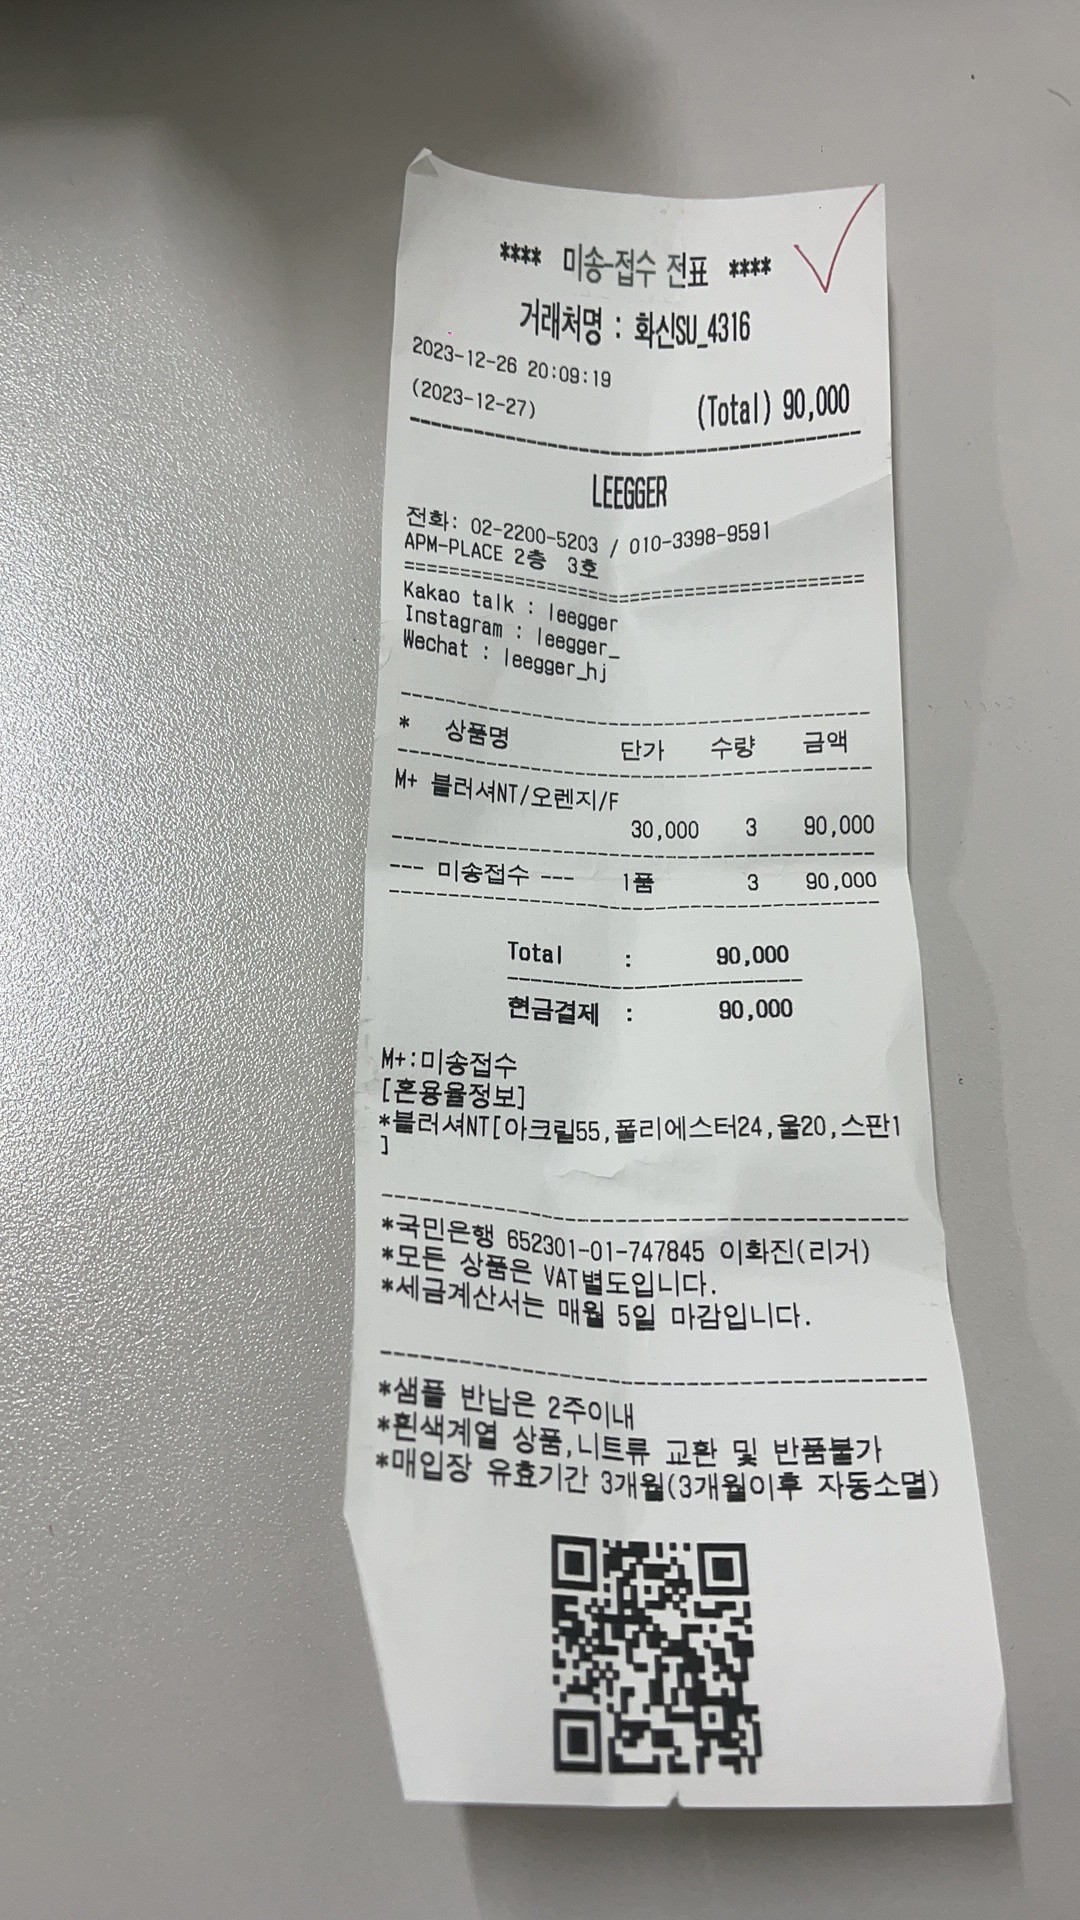 **** 미송-접수 전표 ****
거래처명 : 화신SU_4316
2023-12-26 20:09:19
(2023-12-27) (Total) 90,000
LEEGGER
전화: 02-2200-5203 / 010-3398-9591
APM-PLACE 2층 3호
Kakao talk : leegger
Instagram : leegger_
Wechat : leegger_hj
* 상품명 단가 수량 금액
M+ 블러셔NT/오렌지/F
30,000 3 90,000
--- 미송접수 --- 1품 3 90,000
Total : 90,000
현금결제 : 90,000
M+:미송접수
[혼용율정보]
*블러셔NT[아크릴55,폴리에스터24,울20,스판1
]
*국민은행 652301-01-747845 이화진(리거)
*모든 상품은 VAT별도입니다.
*세금계산서는 매월 5일 마감입니다.
*샘플 반납은 2주이내
*흰색계열 상품,니트류 교환 및 반품불가
*매입장 유효기간 3개월(3개월이후 자동소멸)